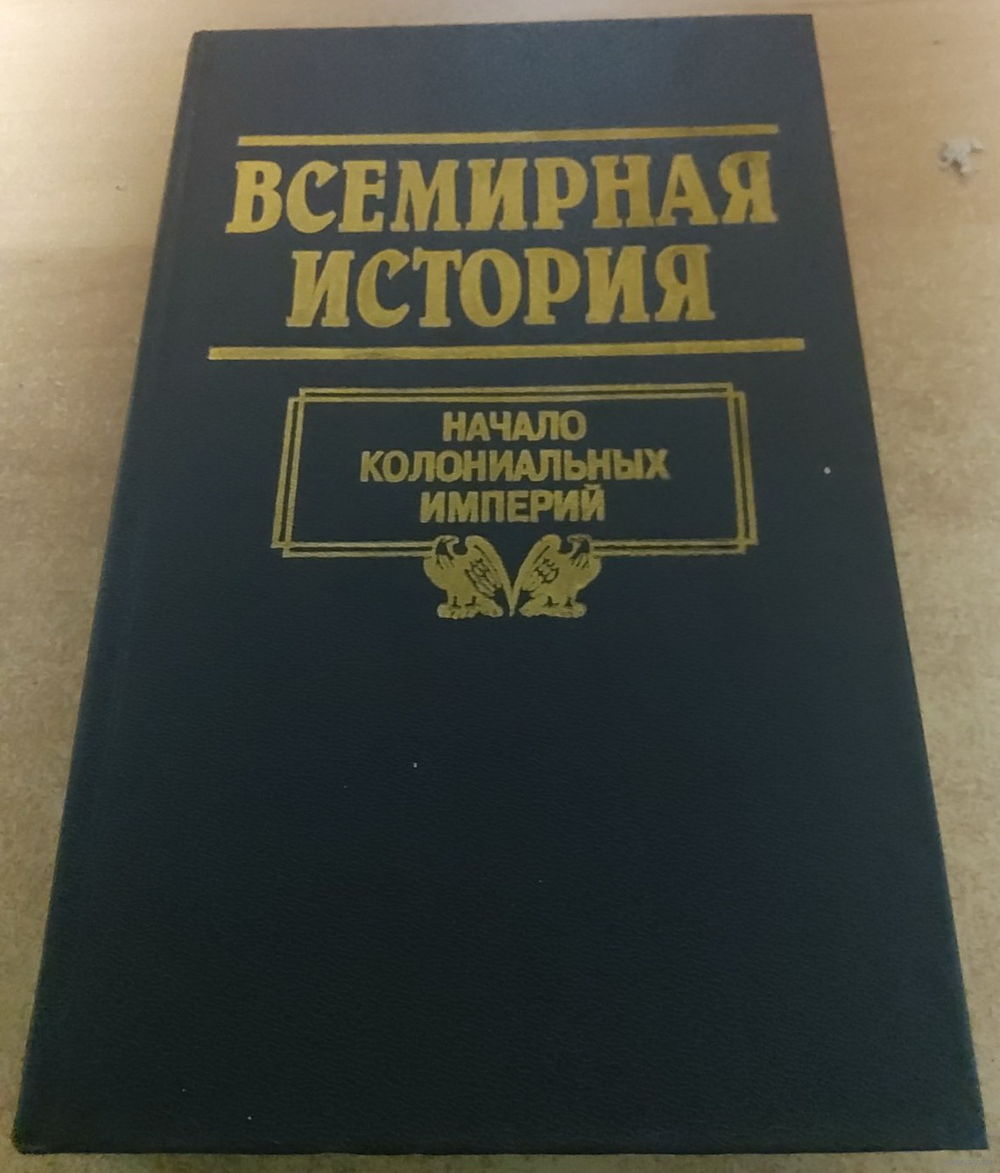 ВСЕМИРНАЯ
ИСТОРИЯ
НАЧАЛО
КОЛОНИАЛЬНЫХ
ИМПЕРИЙ